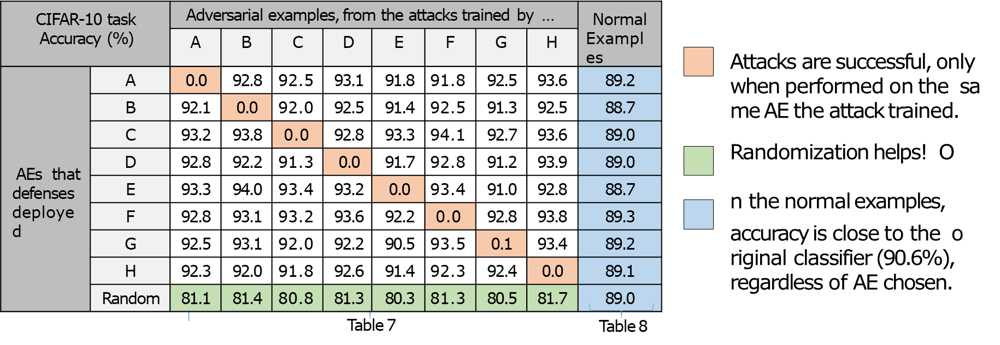 CIFAR-10 task
Accuracy (%)
Adversarial examples, from the attacks trained by ...
Normal
Exampl
es
A B C D E F G H
AEs that
defenses
deploye
d
A 0.0 92.8 92.5 93.1 91.8 91.8 92.5 93.6 89.2
B 92.1 0.0 92.0 92.5 91.4 92.5 91.3 92.5 88.7
C 93.2 93.8 0.0 92.8 93.3 94.1 92.7 93.6 89.0
D 92.8 92.2 91.3 0.0 91.7 92.8 91.2 93.9 89.0
E 93.3 94.0 93.4 93.2 0.0 93.4 91.0 92.8 88.7
F 92.8 93.1 93.2 93.6 92.2 0.0 92.8 93.8 89.3
G 92.5 93.1 92.0 92.2 90.5 93.5 0.1 93.4 89.2
H 92.3 92.0 91.8 92.6 91.4 92.3 92.4 0.0 89.1
Random 81.1 81.4 80.8 81.3 80.3 81.3 80.5 81.7 89.0
Table 7
Table 8
Attacks are successful, only
when performed on the sa
me AE the attack trained.
Randomization helps! O
n the normal examples,
accuracy is close to the o
riginal classifier (90.6%),
regardless of AE chosen.